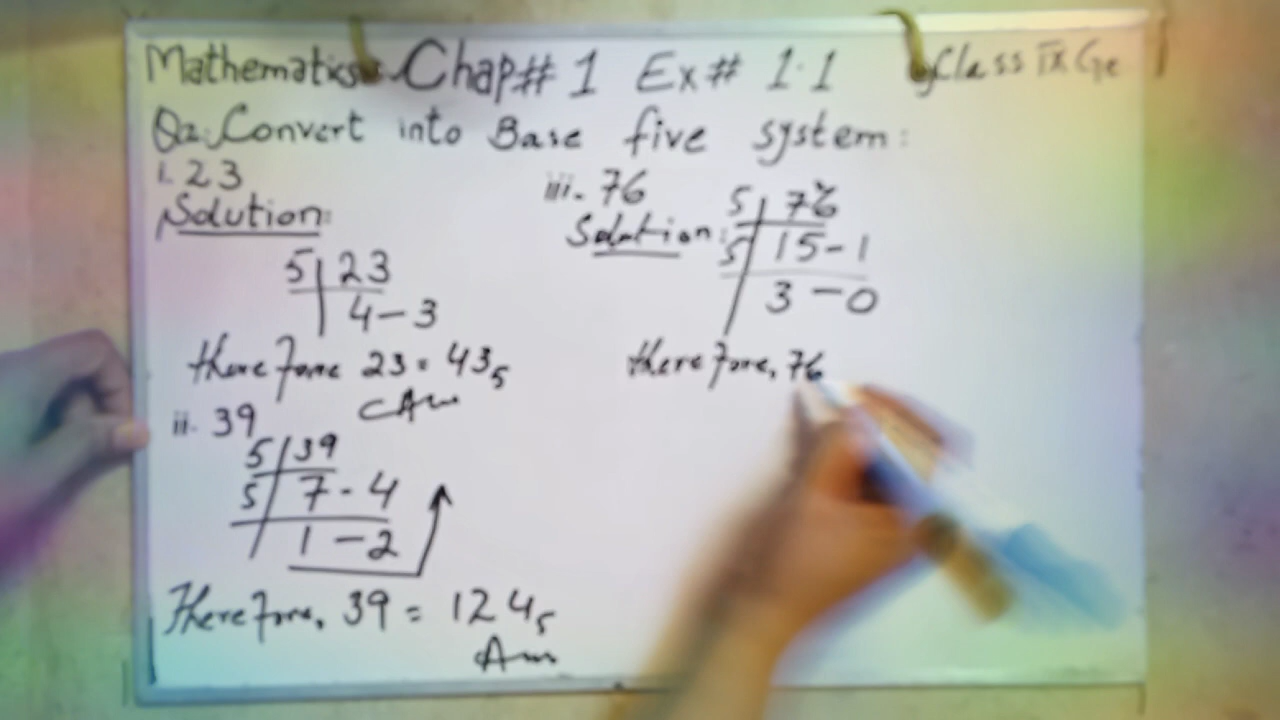 Mathematics Chap# 1 Ex# 1.1 Class IX Ge
Q2: Convert into Base five system:
i. 23
Solution:
5 | 23
4 - 3
therefore 23 = 43₅
Ans
ii. 39
5 | 39
5 | 7 - 4
1 - 2
Therefore, 39 = 124₅
Ans
iii. 76
Solution:
5 | 76
5 | 15 - 1
3 - 0
therefore, 76